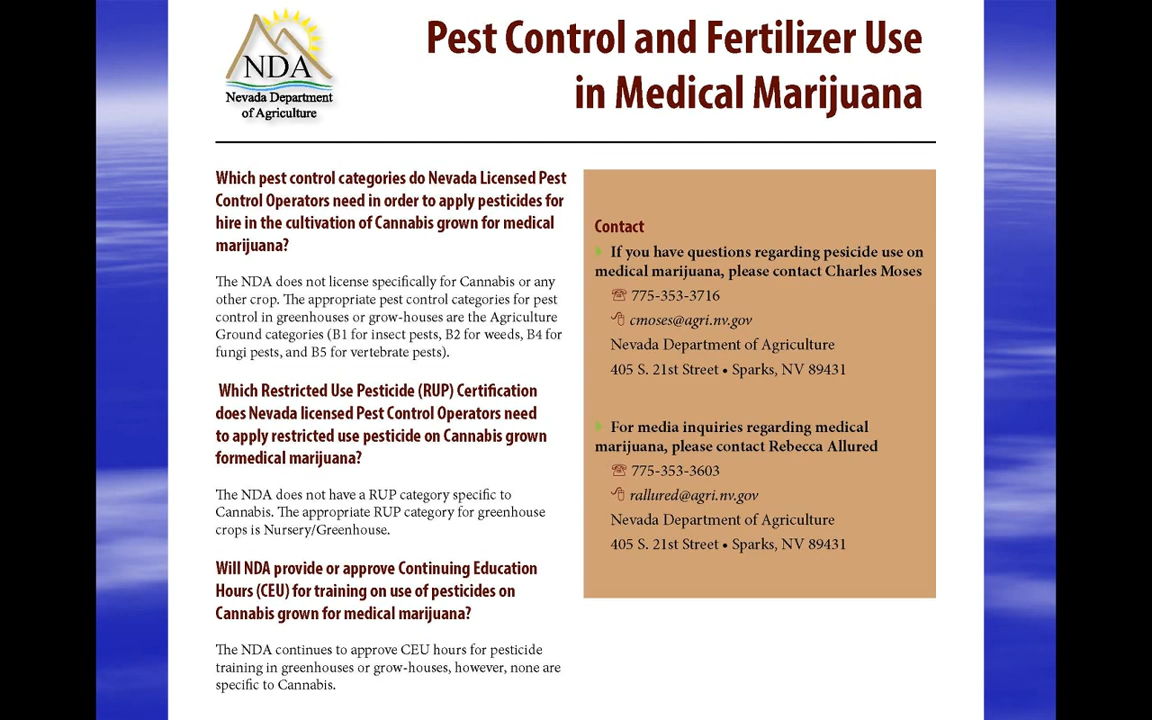 NDA
Nevada Department
of Agriculture
Pest Control and Fertilizer Use
in Medical Marijuana
Which pest control categories do Nevada Licensed Pest
Control Operators need in order to apply pesticides for
hire in the cultivation of Cannabis grown for medical
marijuana?
The NDA does not license specifically for Cannabis or any
other crop. The appropriate pest control categories for pest
control in greenhouses or grow-houses are the Agriculture
Ground categories (B1 for insect pests, B2 for weeds, B4 for
fungi pests, and B5 for vertebrate pests).
Which Restricted Use Pesticide (RUP) Certification
does Nevada licensed Pest Control Operators need
to apply restricted use pesticide on Cannabis grown
formedical marijuana?
The NDA does not have a RUP category specific to
Cannabis. The appropriate RUP category for greenhouse
crops is Nursery/Greenhouse.
Will NDA provide or approve Continuing Education
Hours (CEU) for training on use of pesticides on
Cannabis grown for medical marijuana?
The NDA continues to approve CEU hours for pesticide
training in greenhouses or grow-houses, however, none are
specific to Cannabis.
Contact
If you have questions regarding pesicide use on
medical marijuana, please contact Charles Moses
775-353-3716
cmoses@agri.nv.gov
Nevada Department of Agriculture
405 S. 21st Street • Sparks, NV 89431
For media inquiries regarding medical
marijuana, please contact Rebecca Allured
775-353-3603
rallured@agri.nv.gov
Nevada Department of Agriculture
405 S. 21st Street • Sparks, NV 89431